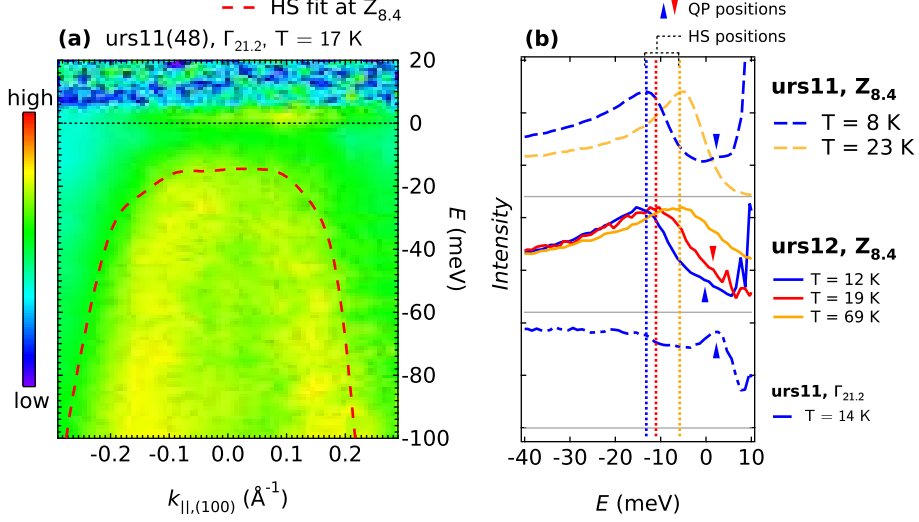 HS fit at Z8.4
(a) urs11(48), Γ21.2, T = 17 K
high
low
20
0
-20
-40
-60
-80
-100
E (meV)
-0.2 -0.1 0.0 0.1 0.2
k||,(100) (Å-1)
QP positions
HS positions
(b)
Intensity
-40 -30 -20 -10 0 10
E (meV)
urs11, Z8.4
T = 8 K
T = 23 K
urs12, Z8.4
T = 12 K
T = 19 K
T = 69 K
urs11, Γ21.2
T = 14 K